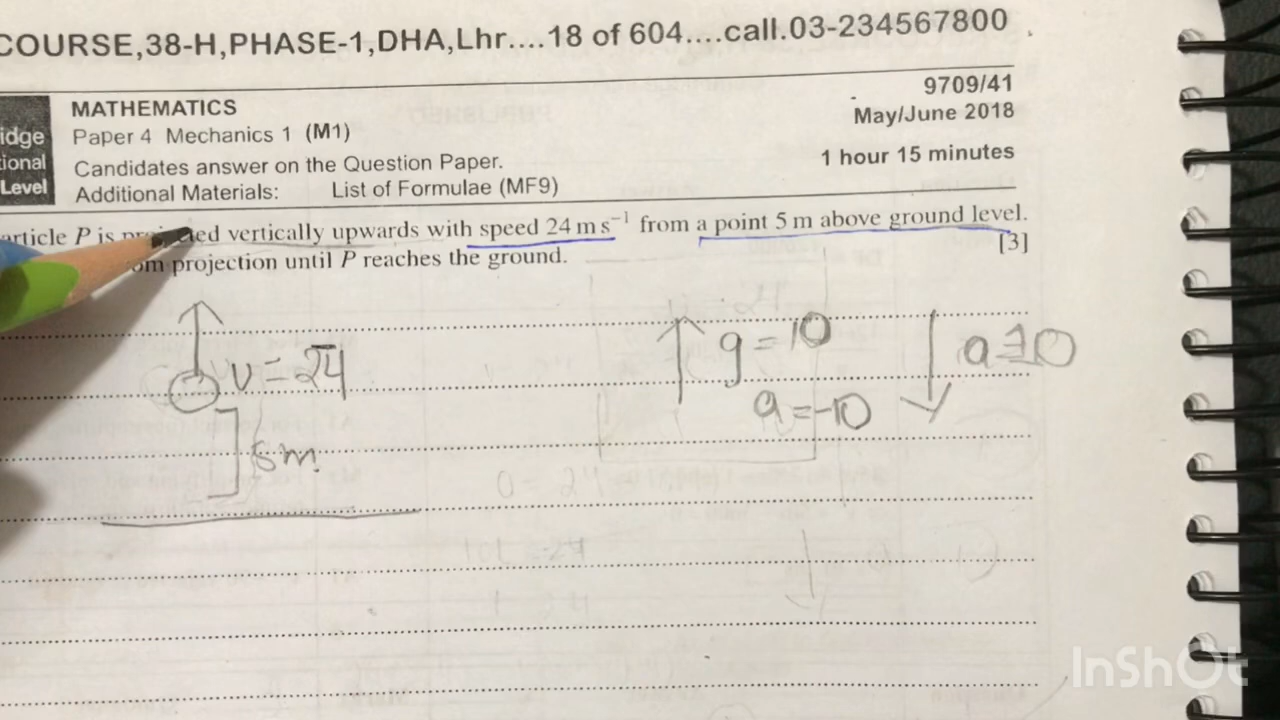 COURSE,38-H,PHASE-1,DHA,Lhr....18 of 604....call.03-234567800
idge
ional
Level
MATHEMATICS
Paper 4 Mechanics 1 (M1)
Candidates answer on the Question Paper.
Additional Materials: List of Formulae (MF9)
9709/41
May/June 2018
1 hour 15 minutes
article P is projected vertically upwards with speed 24 m s⁻¹ from a point 5 m above ground level.
om projection until P reaches the ground. [3]
v=24
5m
g=10
a=-10
a=10
InShOt